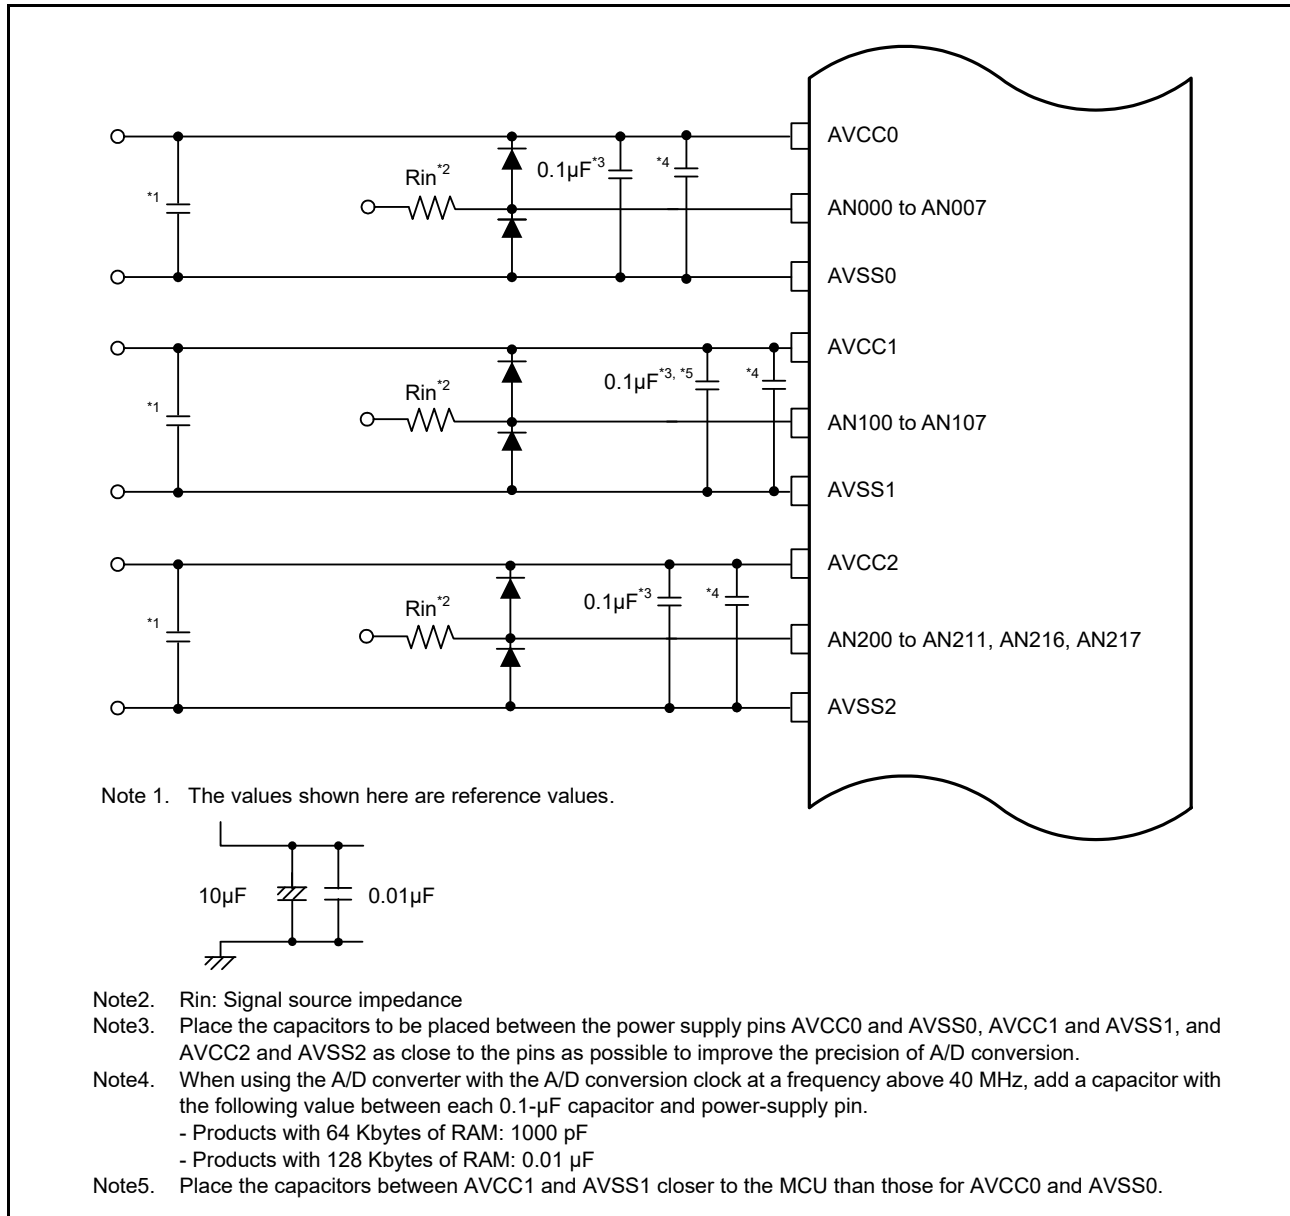 AVCC0
0.1µF*3
*4
Rin*2
*1
AN000 to AN007
AVSS0
AVCC1
0.1µF*3, *5
*4
Rin*2
*1
AN100 to AN107
AVSS1
AVCC2
0.1µF*3
*4
Rin*2
*1
AN200 to AN211, AN216, AN217
AVSS2
Note 1. The values shown here are reference values.
10µF
0.01µF
Note2. Rin: Signal source impedance
Note3. Place the capacitors to be placed between the power supply pins AVCC0 and AVSS0, AVCC1 and AVSS1, and
AVCC2 and AVSS2 as close to the pins as possible to improve the precision of A/D conversion.
Note4. When using the A/D converter with the A/D conversion clock at a frequency above 40 MHz, add a capacitor with
the following value between each 0.1-µF capacitor and power-supply pin.
- Products with 64 Kbytes of RAM: 1000 pF
- Products with 128 Kbytes of RAM: 0.01 µF
Note5. Place the capacitors between AVCC1 and AVSS1 closer to the MCU than those for AVCC0 and AVSS0.